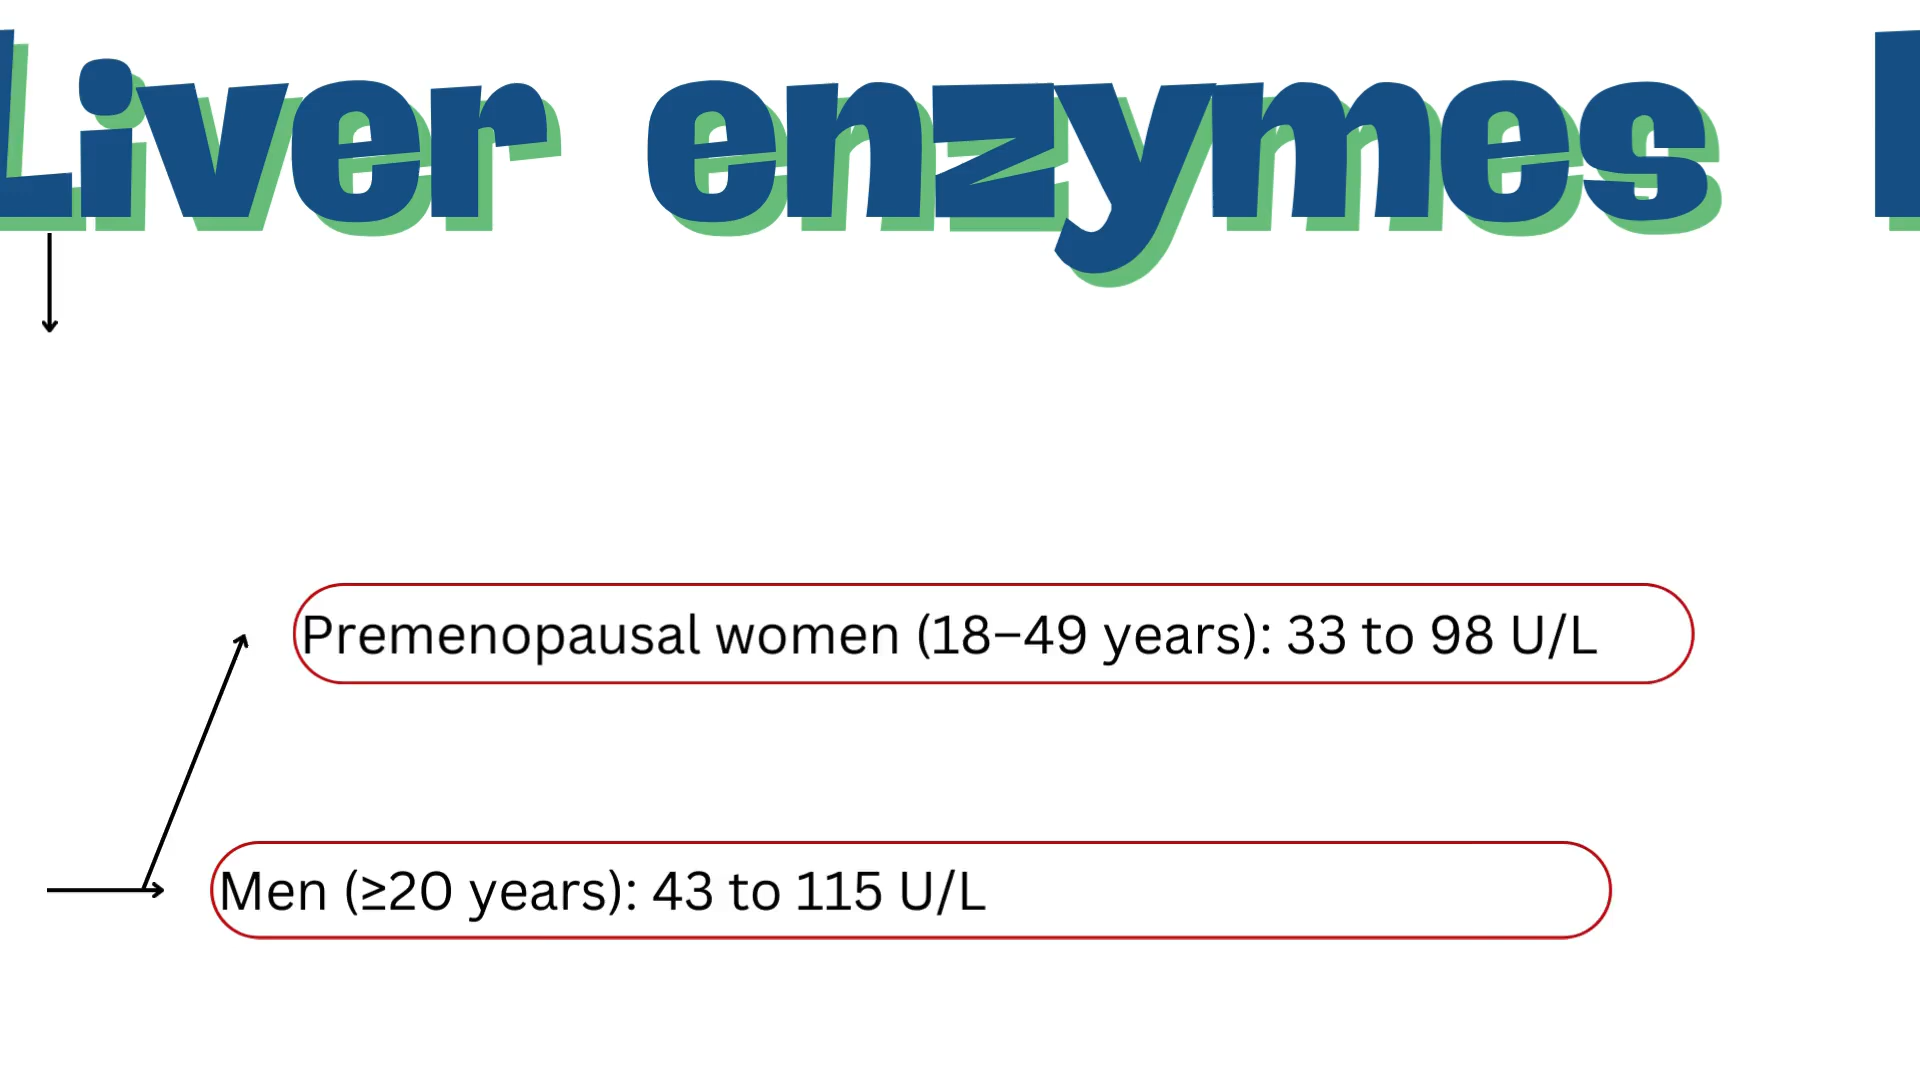 Liver enzymes
Premenopausal women (18–49 years): 33 to 98 U/L
Men (≥20 years): 43 to 115 U/L